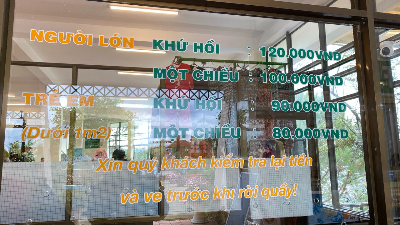 NGƯỜI LỚN KHỨ HỒI : 120.000VND
MỘT CHIỀU : 100.000VND
TRẺ EM KHỨ HỒI : 90.000VND
(Dưới 1m2) MỘT CHIỀU : 80.000VND
Xin quý khách kiểm tra lại tiền
và vé trước khi rời quầy!